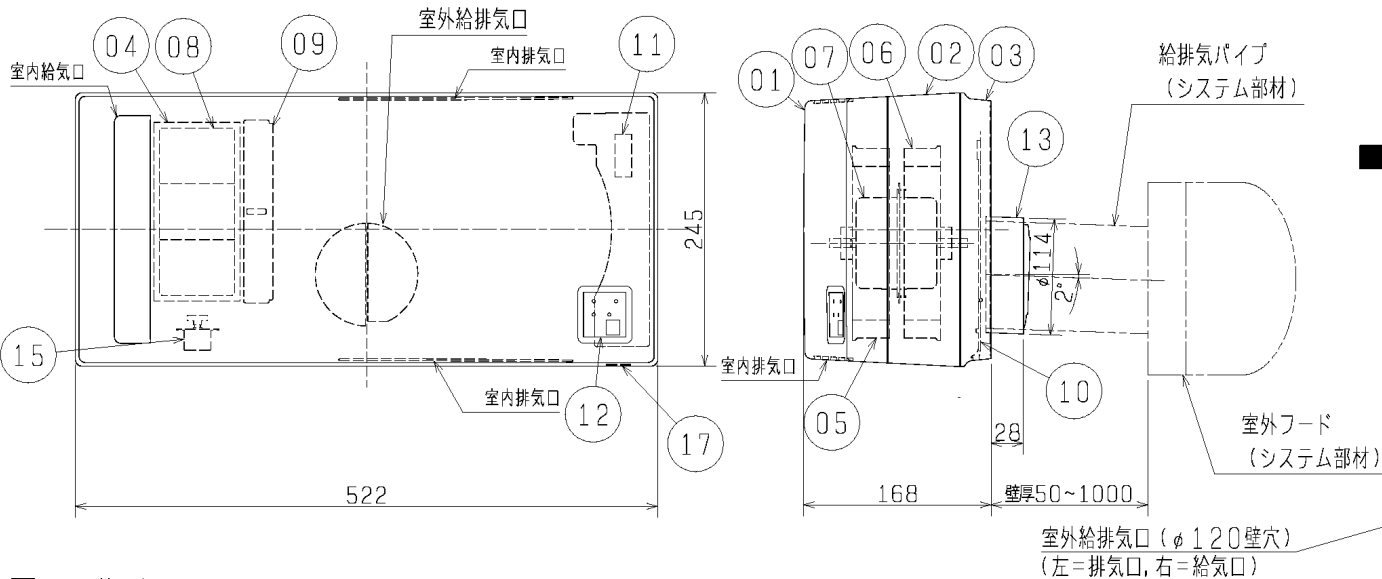 室外給排気口
04
08
09
室内排気口
11
室内給気口
245
15
室内排気口
12
17
522
01
07
06
02
03
給排気パイプ
(システム部材)
13
φ114
2°
室内排気口
05
10
28
室外フード
(システム部材)
168
壁厚50~1000
室外給排気口(φ120壁穴)
(左=排気口,右=給気口)